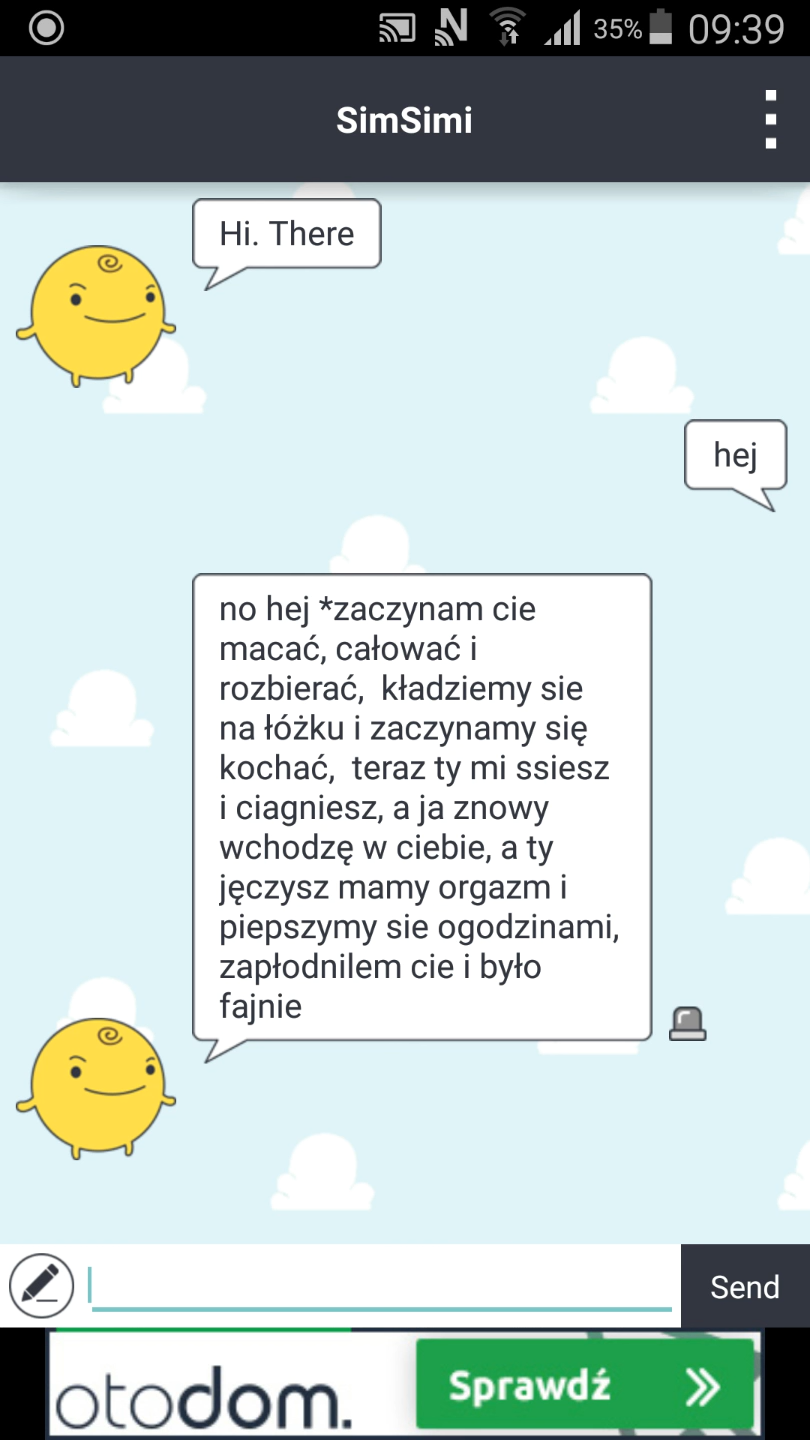 35% 09:39
SimSimi
Hi. There
hej
no hej *zaczynam cie
macać, całować i
rozbierać,  kładziemy sie
na łóżku i zaczynamy się
kochać,  teraz ty mi ssiesz
i ciagniesz, a ja znowy
wchodzę w ciebie, a ty
jęczysz mamy orgazm i
piepszymy sie ogodzinami,
zapłodnilem cie i było
fajnie
Send
otodom.
Sprawdź